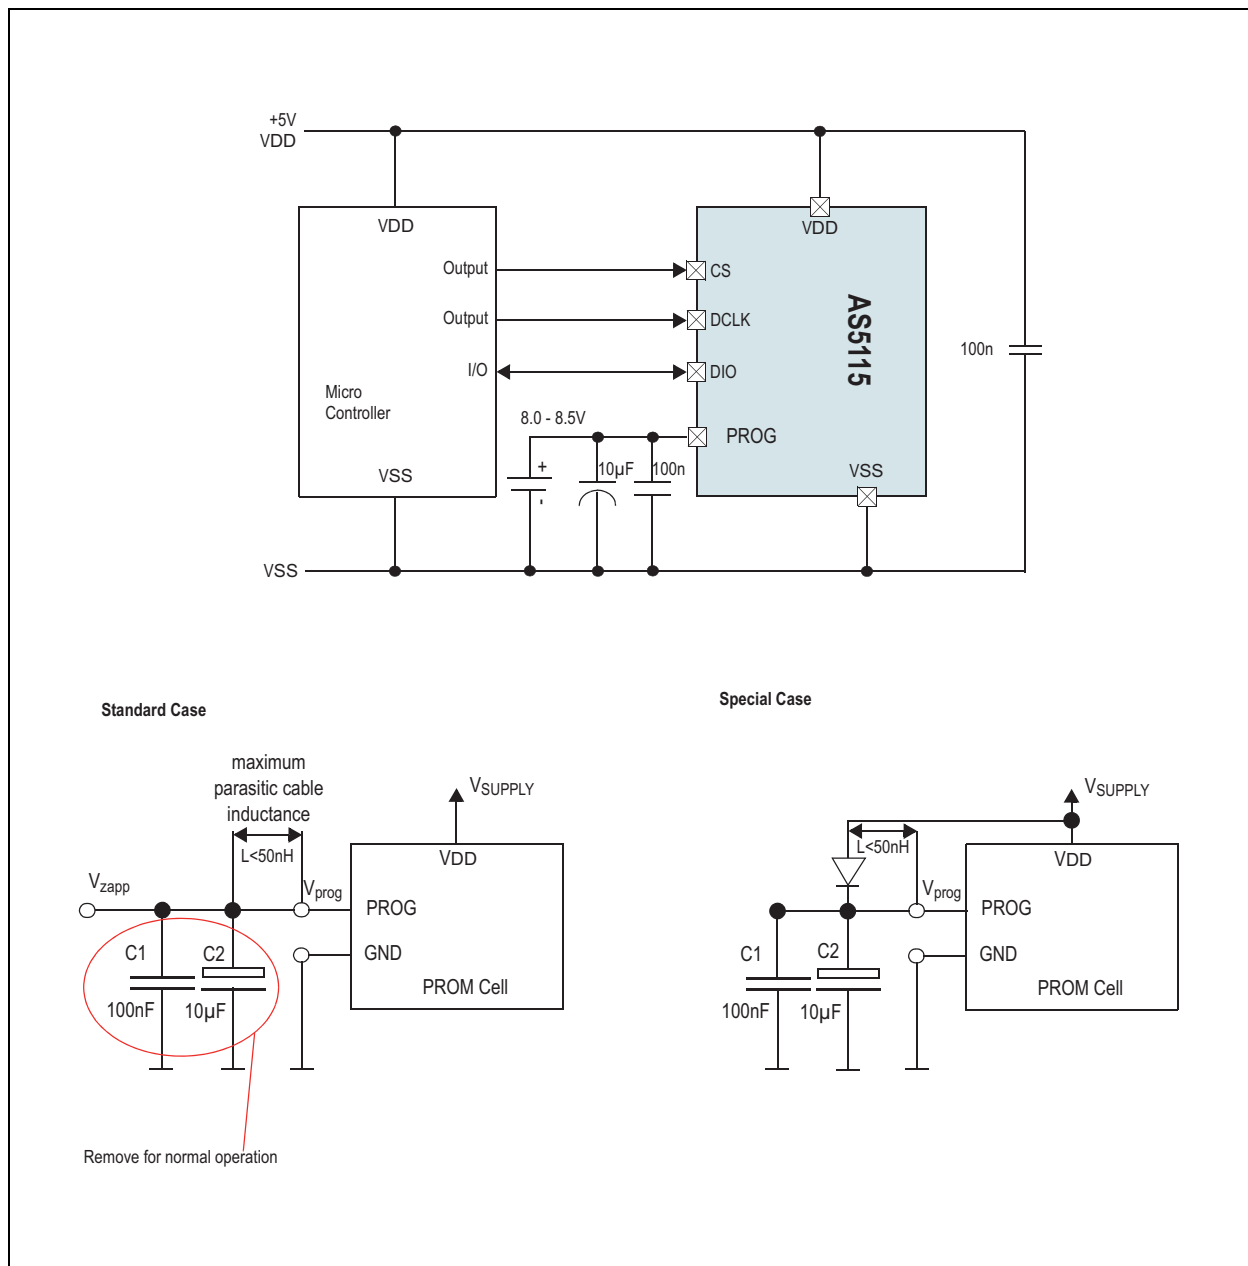 +5V
VDD
VDD
VDD
Output
CS
Output
DCLK
I/O
DIO
AS5115
100n
Micro
Controller
8.0 - 8.5V
PROG
+
10µF
100n
-
VSS
VSS
VSS
Standard Case
Special Case
maximum
parasitic cable
inductance
L<50nH
VSUPPLY
VDD
Vzapp
Vprog
PROG
C1
C2
GND
100nF
10µF
PROM Cell
Remove for normal operation
VSUPPLY
L<50nH
VDD
Vprog
PROG
C1
C2
GND
100nF
10µF
PROM Cell